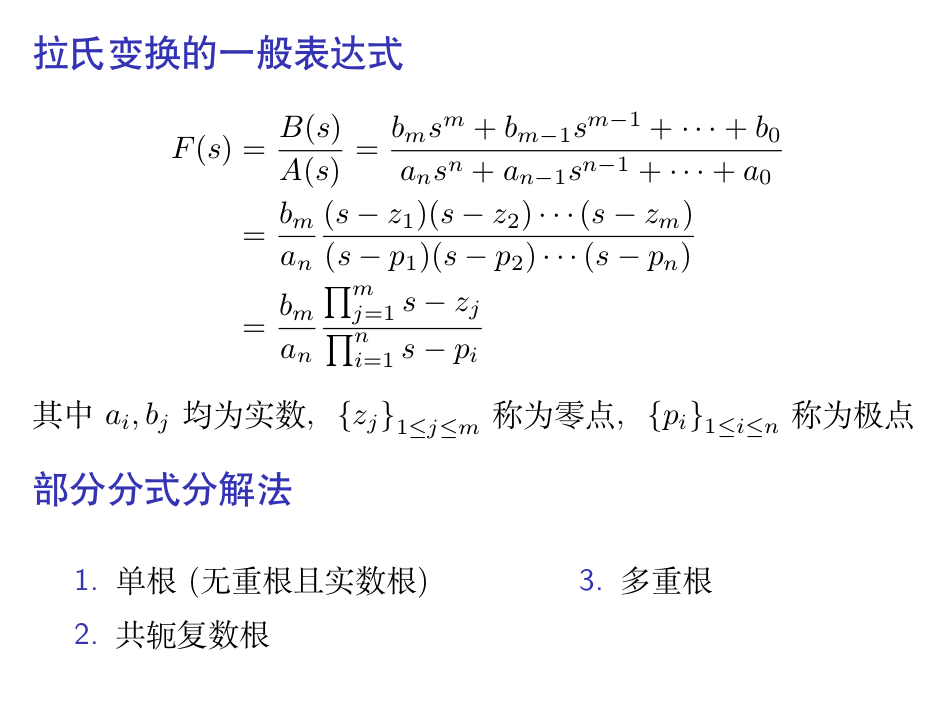 拉氏变换的一般表达式
F(s) = \frac{B(s)}{A(s)} = \frac{b_m s^m + b_{m-1} s^{m-1} + \cdots + b_0}{a_n s^n + a_{n-1} s^{n-1} + \cdots + a_0}
= \frac{b_m}{a_n} \frac{(s - z_1)(s - z_2) \cdots (s - z_m)}{(s - p_1)(s - p_2) \cdots (s - p_n)}
= \frac{b_m}{a_n} \frac{\prod_{j=1}^{m} s - z_j}{\prod_{i=1}^{n} s - p_i}
其中 a_i, b_j 均为实数, \{z_j\}_{1≤j≤m} 称为零点, \{p_i\}_{1≤i≤n} 称为极点
部分分式分解法
1. 单根 (无重根且实数根)
2. 共轭复数根
3. 多重根